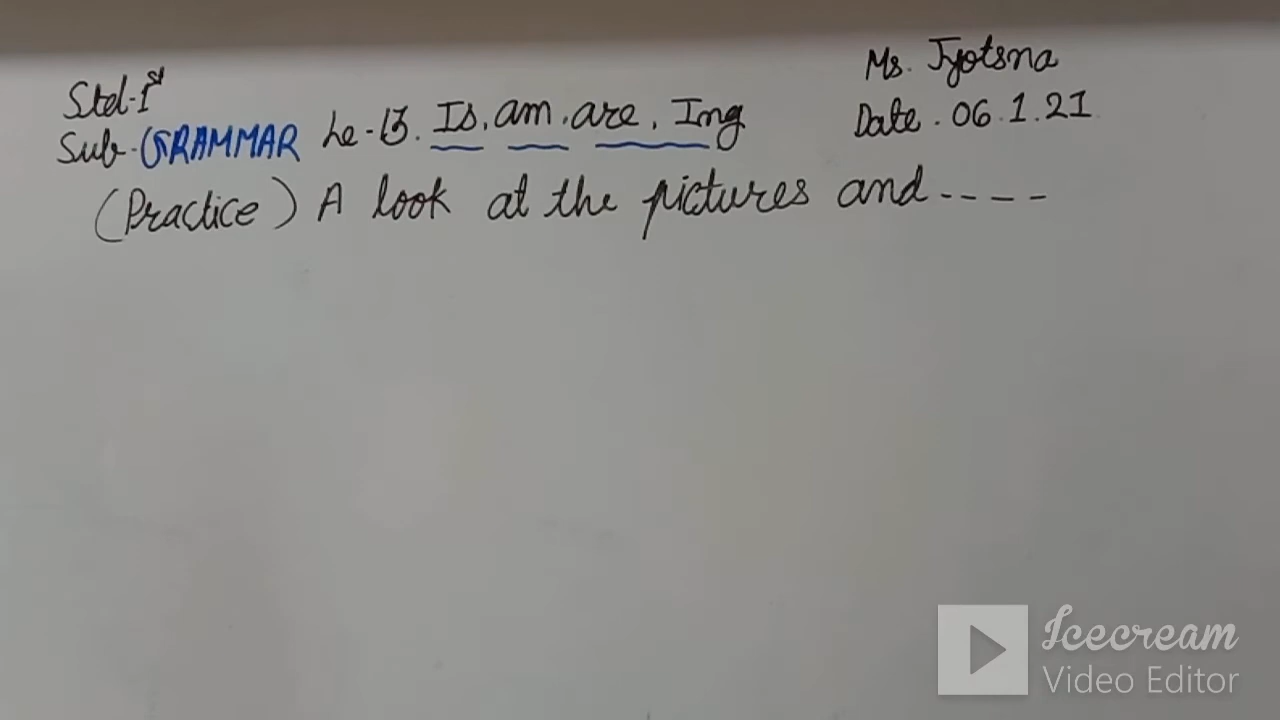 Std-1st
Ms. Jyotsna
Sub-GRAMMAR Le-13. Is, am, are, Ing
Date. 06.1.21
(Practice) A look at the pictures and----
Icecream
Video Editor